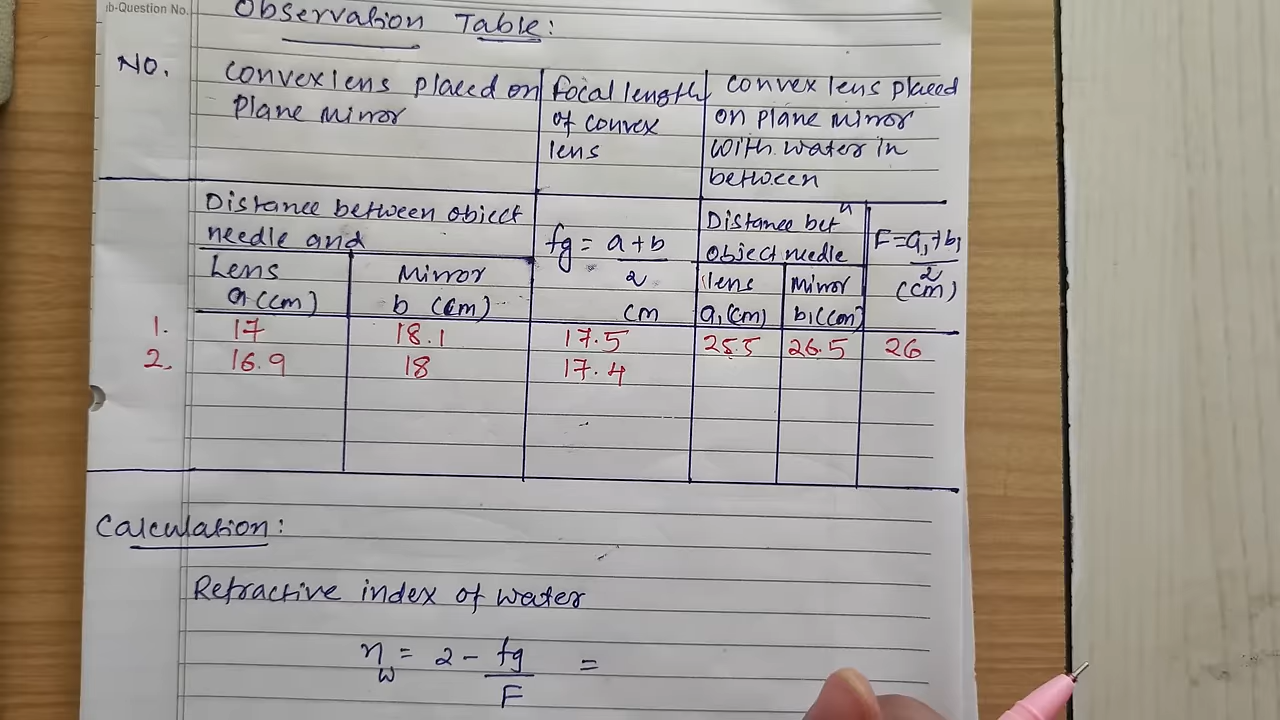 ub-Question No.
Observation Table:
No.
Convex lens placed on
Plane Mirror
focal length
of convex
lens
convex lens placed
on plane mirror
with water in
between
Distance between object
needle and
Lens
a (cm)
Mirror
b (cm)
fg = a+b
2
cm
Distance betⁿ
object needle
lens
a₁(cm)
Mirror
b₁(cm)
F=a₁+b₁
2
(cm)
1. 17 18.1 17.5 25.5 26.5 26
2. 16.9 18 17.4
Calculation:
Refractive index of water
ηw = 2 - fg =
F